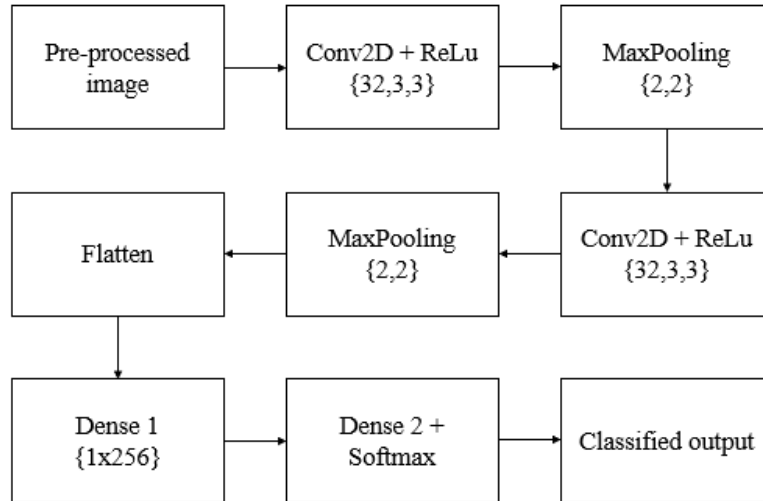 Pre-processed
image
Conv2D + ReLu
{32,3,3}
MaxPooling
{2,2}
Conv2D + ReLu
{32,3,3}
MaxPooling
{2,2}
Flatten
Dense 1
{1x256}
Dense 2 +
Softmax
Classified output